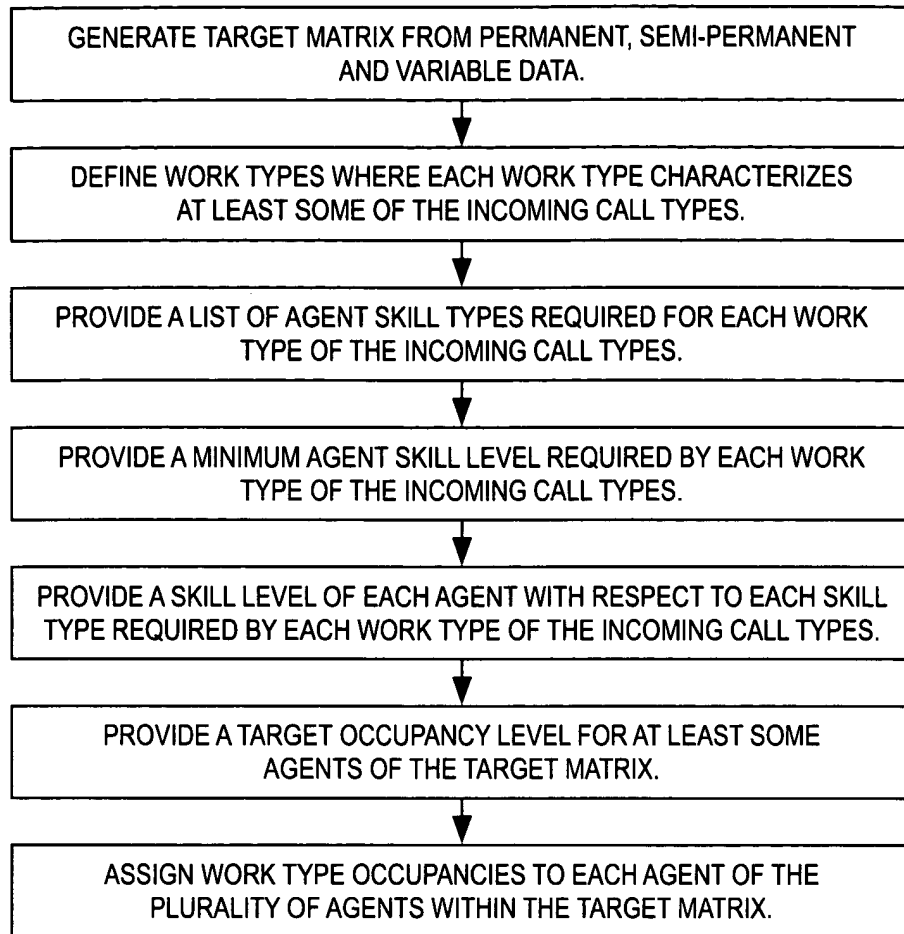 GENERATE TARGET MATRIX FROM PERMANENT, SEMI-PERMANENT
AND VARIABLE DATA.
DEFINE WORK TYPES WHERE EACH WORK TYPE CHARACTERIZES
AT LEAST SOME OF THE INCOMING CALL TYPES.
PROVIDE A LIST OF AGENT SKILL TYPES REQUIRED FOR EACH WORK
TYPE OF THE INCOMING CALL TYPES.
PROVIDE A MINIMUM AGENT SKILL LEVEL REQUIRED BY EACH WORK
TYPE OF THE INCOMING CALL TYPES.
PROVIDE A SKILL LEVEL OF EACH AGENT WITH RESPECT TO EACH SKILL
TYPE REQUIRED BY EACH WORK TYPE OF THE INCOMING CALL TYPES.
PROVIDE A TARGET OCCUPANCY LEVEL FOR AT LEAST SOME
AGENTS OF THE TARGET MATRIX.
ASSIGN WORK TYPE OCCUPANCIES TO EACH AGENT OF THE
PLURALITY OF AGENTS WITHIN THE TARGET MATRIX.